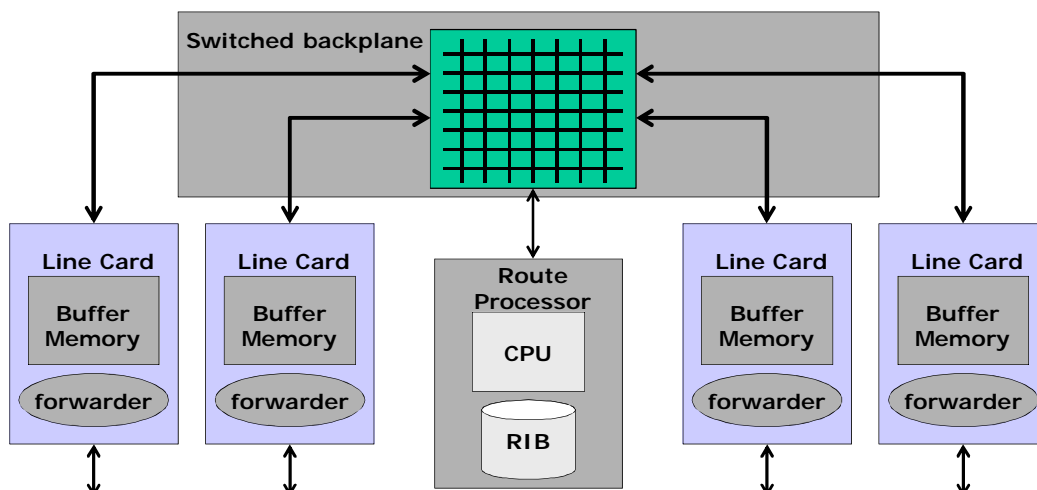 Switched backplane
Line Card
Buffer
Memory
forwarder
Line Card
Buffer
Memory
forwarder
Route
Processor
CPU
RIB
Line Card
Buffer
Memory
forwarder
Line Card
Buffer
Memory
forwarder